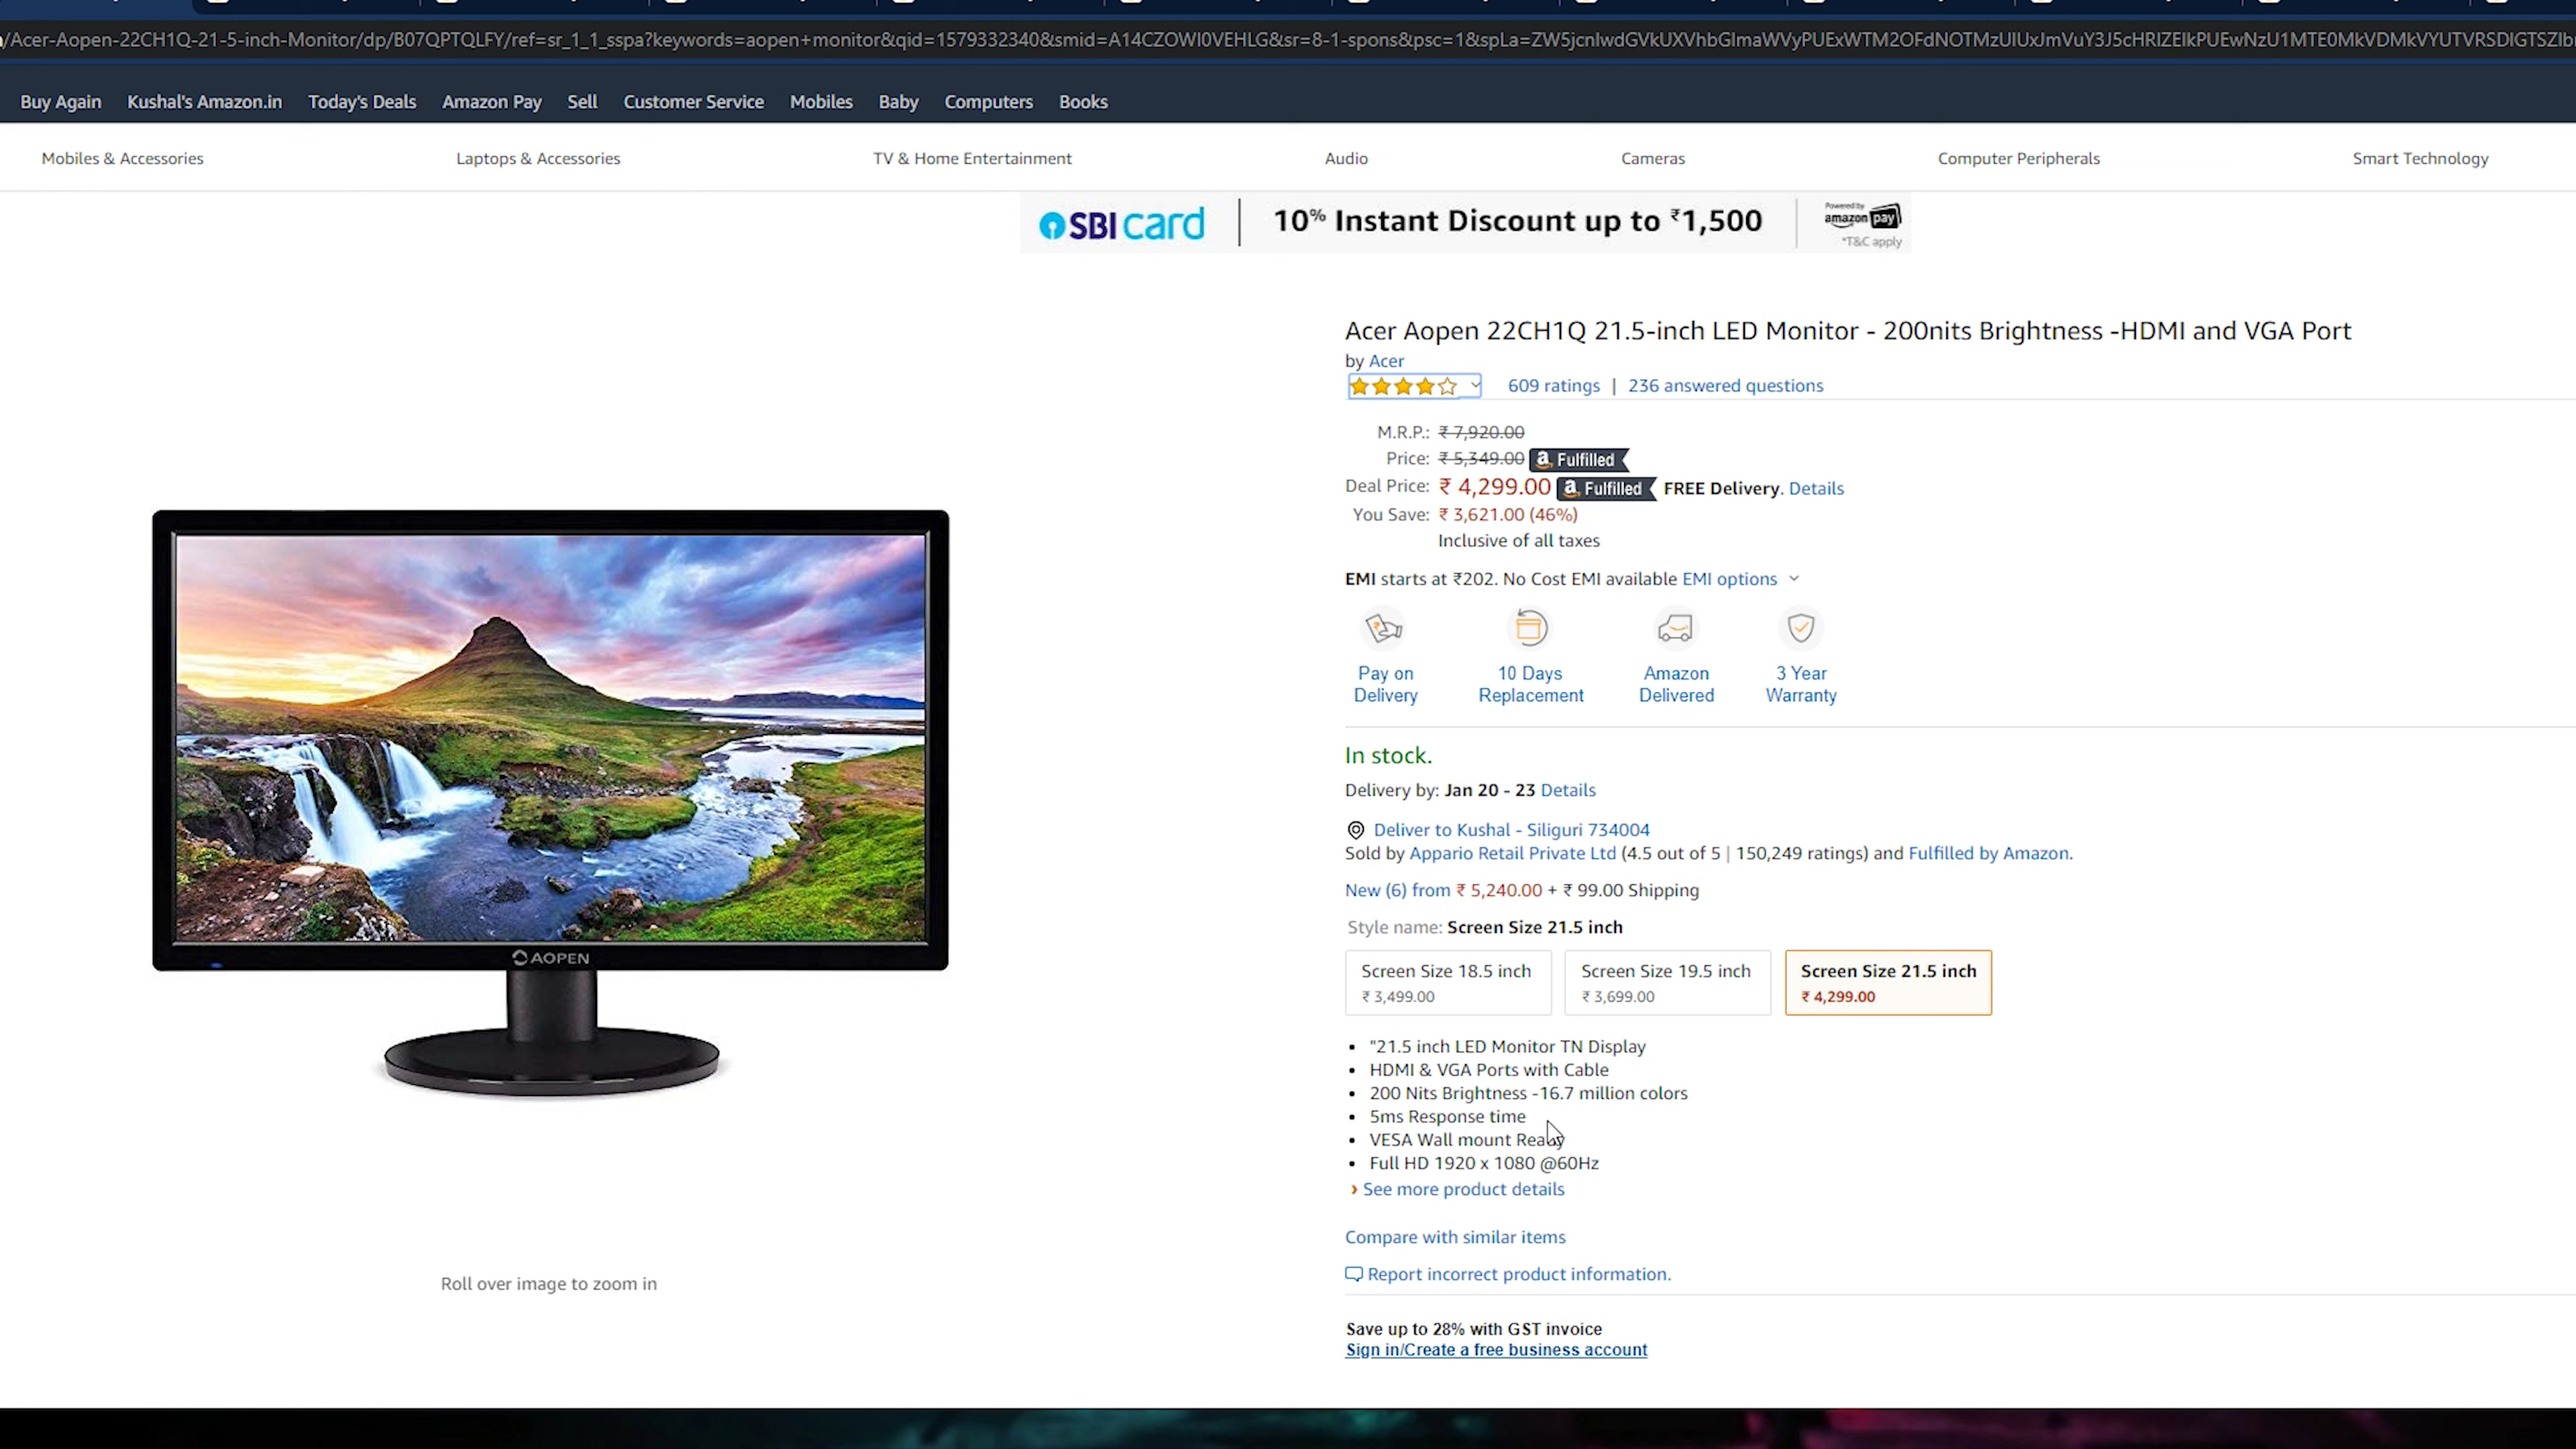 /Acer-Aopen-22CH1Q-21-5-inch-Monitor/dp/B07QPTQLFY/ref=sr_1_1_sspa?keywords=aopen+monitor&qid=1579332340&smid=A14CZOWI0VEHLG&sr=8-1-spons&psc=1&spLa=
Buy Again Kushal's Amazon.in Today's Deals Amazon Pay Sell Customer Service Mobiles Baby Computers Books
Mobiles & Accessories Laptops & Accessories TV & Home Entertainment Audio Cameras Computer Peripherals Smart Technology
SBI card 10% Instant Discount up to ₹1,500 Powered by amazon pay *T&C apply
Acer Aopen 22CH1Q 21.5-inch LED Monitor - 200nits Brightness -HDMI and VGA Port
by Acer
609 ratings | 236 answered questions
M.R.P.: ₹ 7,920.00
Price: ₹ 5,349.00 a Fulfilled
Deal Price: ₹ 4,299.00 a Fulfilled FREE Delivery. Details
You Save: ₹ 3,621.00 (46%)
Inclusive of all taxes
EMI starts at ₹202. No Cost EMI available EMI options
Pay on Delivery
10 Days Replacement
Amazon Delivered
3 Year Warranty
In stock.
Delivery by: Jan 20 - 23 Details
Deliver to Kushal - Siliguri 734004
Sold by Appario Retail Private Ltd (4.5 out of 5 | 150,249 ratings) and Fulfilled by Amazon.
New (6) from ₹ 5,240.00 + ₹ 99.00 Shipping
Style name: Screen Size 21.5 inch
Screen Size 18.5 inch Screen Size 19.5 inch Screen Size 21.5 inch
₹ 3,499.00 ₹ 3,699.00 ₹ 4,299.00
• "21.5 inch LED Monitor TN Display
• HDMI & VGA Ports with Cable
• 200 Nits Brightness -16.7 million colors
• 5ms Response time
• VESA Wall mount Ready
• Full HD 1920 x 1080 @60Hz
› See more product details
Compare with similar items
Report incorrect product information.
Save up to 28% with GST invoice
Sign in/Create a free business account
AOPEN
Roll over image to zoom in